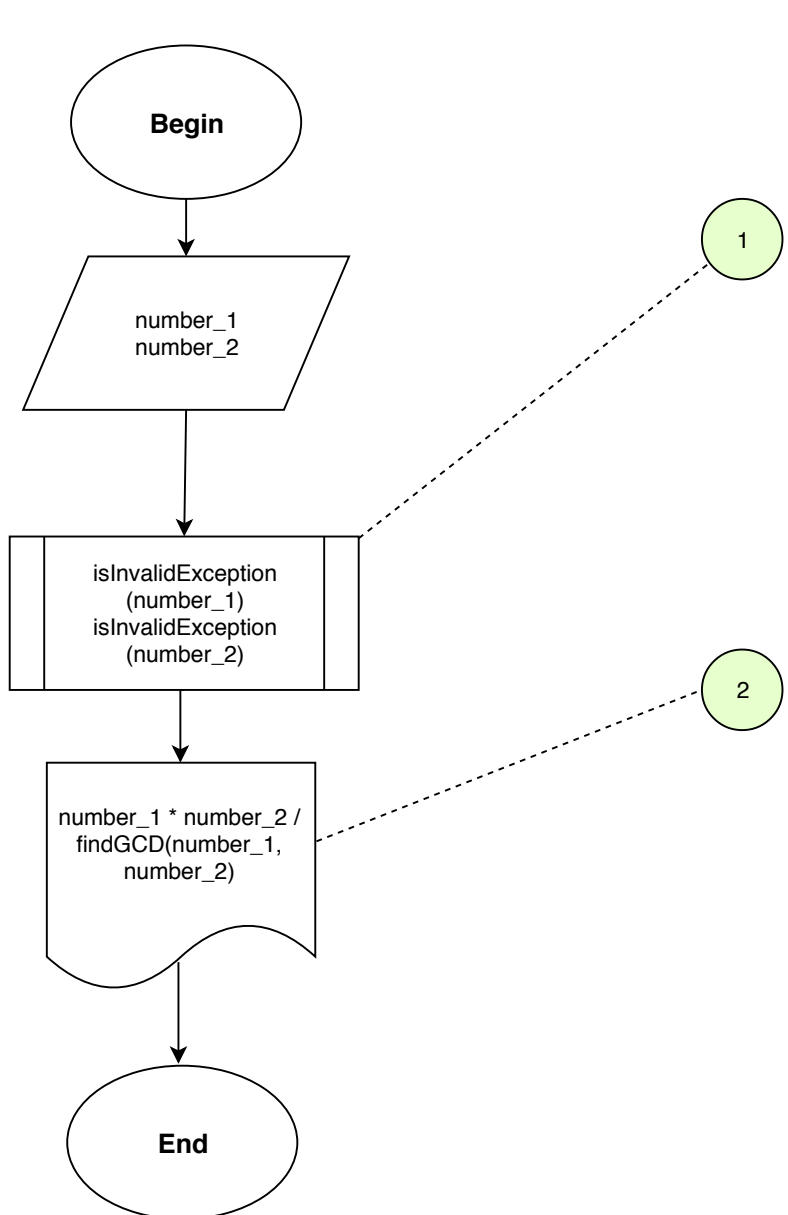 Begin
1
number_1
number_2
isInvalidException
(number_1)
isInvalidException
(number_2)
2
number_1 * number_2 /
findGCD(number_1,
number_2)
End